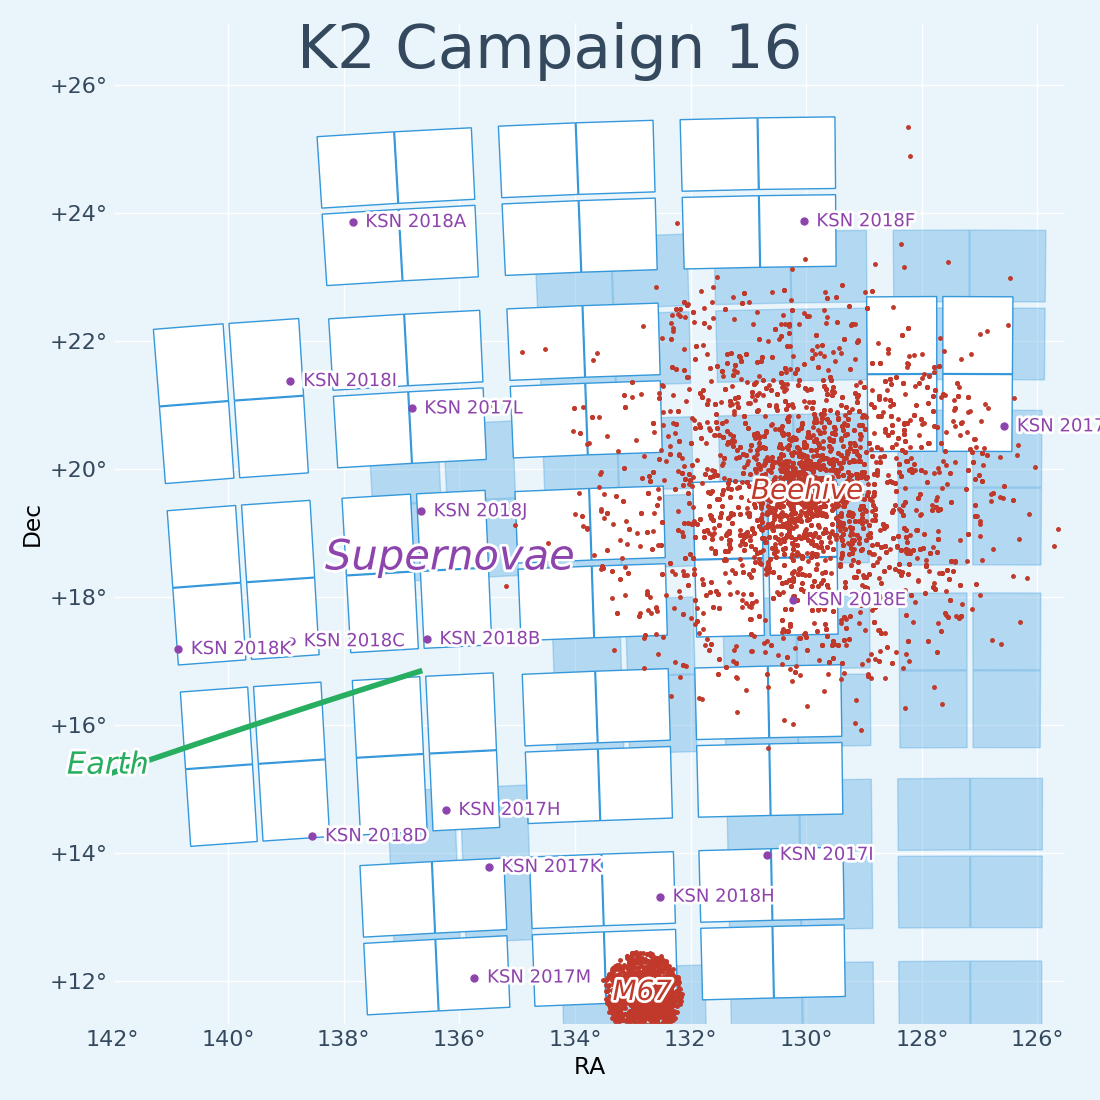 K2 Campaign 16
+26°
+24°
KSN 2018A
KSN 2018F
+22°
KSN 2018I
KSN 2017L
KSN 2017
+20°
Beehive
KSN 2018J
Supernovae
+18°
KSN 2018E
KSN 2018K
KSN 2018C
KSN 2018B
+16°
Earth
KSN 2017H
KSN 2018D
+14°
KSN 2017K
KSN 2017I
KSN 2018H
+12°
KSN 2017M
M67
Dec
142° 140° 138° 136° 134° 132° 130° 128° 126°
RA